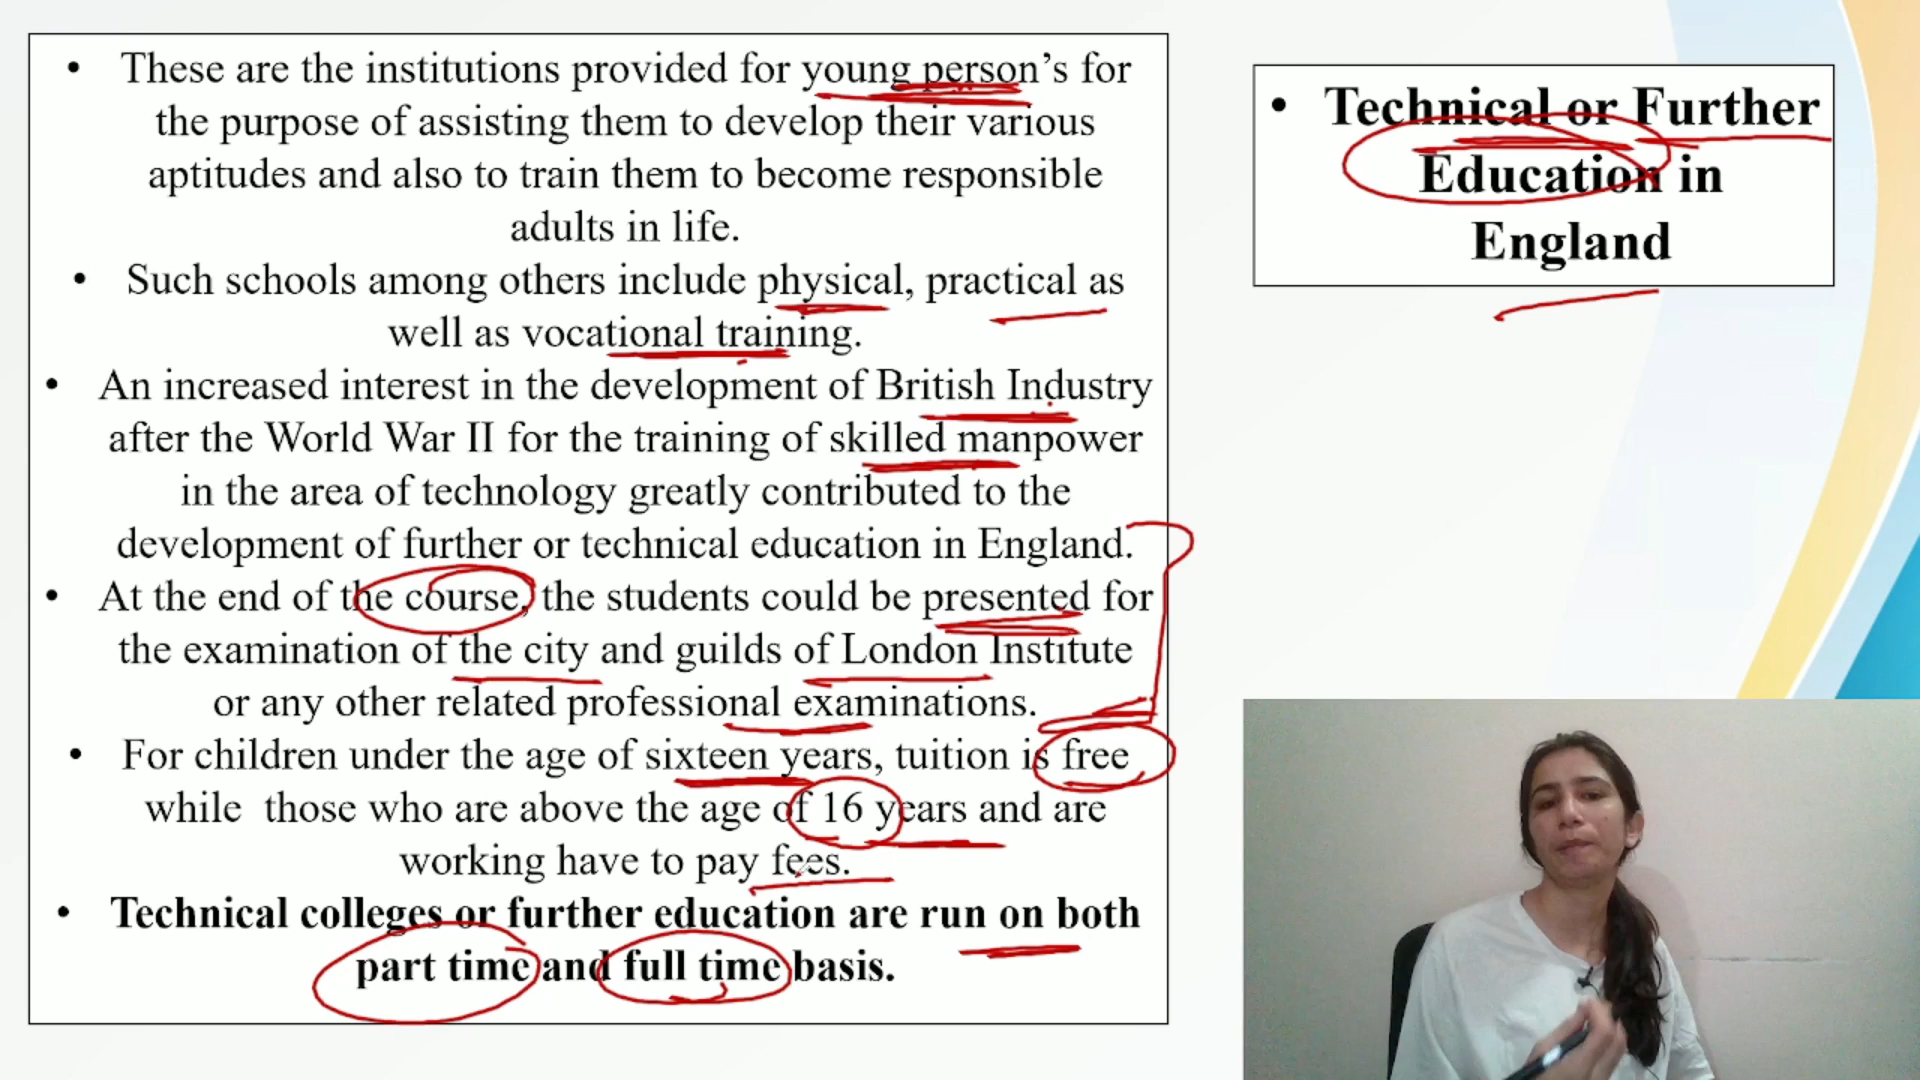 • These are the institutions provided for young person’s for
the purpose of assisting them to develop their various
aptitudes and also to train them to become responsible
adults in life.
• Such schools among others include physical, practical as
well as vocational training.
• An increased interest in the development of British Industry
after the World War II for the training of skilled manpower
in the area of technology greatly contributed to the
development of further or technical education in England.
• At the end of the course, the students could be presented for
the examination of the city and guilds of London Institute
or any other related professional examinations.
• For children under the age of sixteen years, tuition is free
while those who are above the age of 16 years and are
working have to pay fees.
• Technical colleges or further education are run on both
part time and full time basis.
• Technical or Further
Education in
England